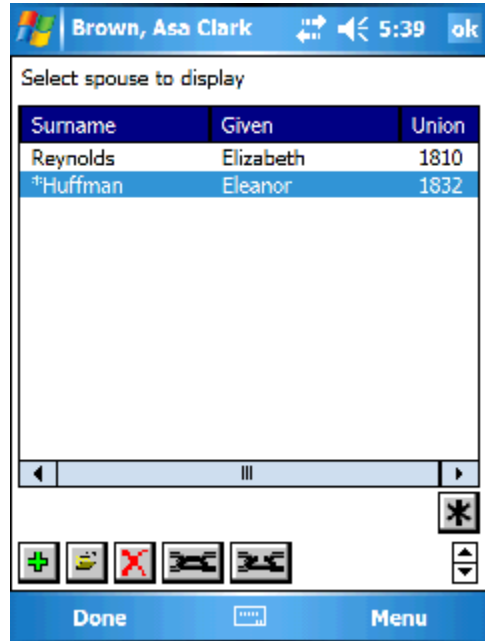 Brown, Asa Clark 5:39 ok
Select spouse to display
Surname Given Union
Reynolds Elizabeth 1810
*Huffman Eleanor 1832
Done Menu